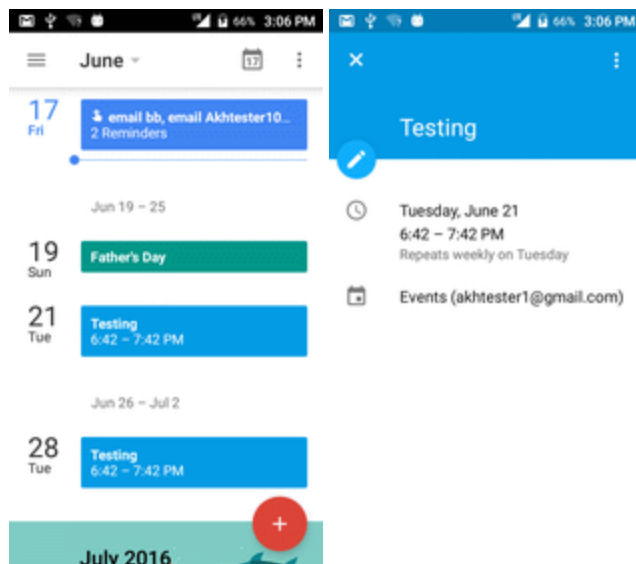 66% 3:06 PM
June
17
17
Fri
email bb, email Akhtester10...
2 Reminders
Jun 19 – 25
19
Sun
Father's Day
21
Tue
Testing
6:42 – 7:42 PM
Jun 26 – Jul 2
28
Tue
Testing
6:42 – 7:42 PM
+
July 2016
66% 3:06 PM
Testing
Tuesday, June 21
6:42 – 7:42 PM
Repeats weekly on Tuesday
Events (akhtester1@gmail.com)